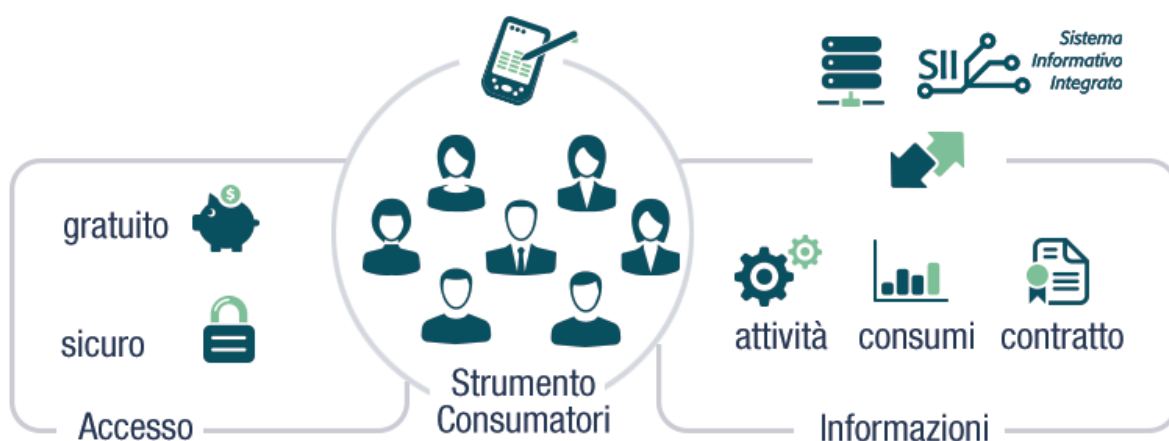 gratuito
sicuro
Accesso
$
Strumento
Consumatori
SII
Sistema
Informativo
Integrato
attività
consumi
contratto
Informazioni